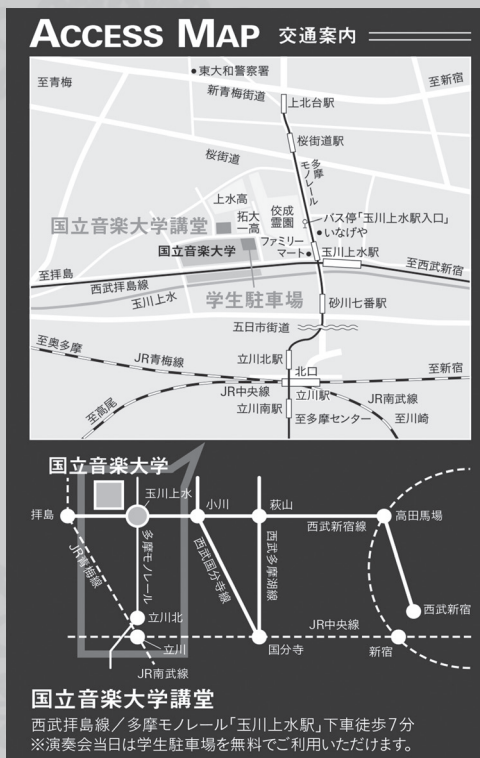 ACCESS MAP 交通案内
東大和警察署
至青梅
新青梅街道
至新宿
上北台駅
桜街道駅
桜街道
多摩モノレール
上水高
拓大一高
佼成霊園
バス停「玉川上水駅入口」
いなげや
国立音楽大学講堂
国立音楽大学
ファミリーマート
玉川上水駅
至拝島
至西武新宿
西武拝島線
玉川上水
学生駐車場
砂川七番駅
五日市街道
至奥多摩
JR青梅線
立川北駅
北口
至新宿
JR中央線
立川駅
JR南武線
至高尾
立川南駅
至多摩センター
至川崎
国立音楽大学
玉川上水
小川
萩山
拝島
西武新宿線
高田馬場
JR青梅線
多摩モノレール
西武国分寺線
西武多摩湖線
立川北
西武新宿
JR中央線
立川
国分寺
新宿
JR南武線
国立音楽大学講堂
西武拝島線／多摩モノレール「玉川上水駅」下車徒歩7分
※演奏会当日は学生駐車場を無料でご利用いただけます。